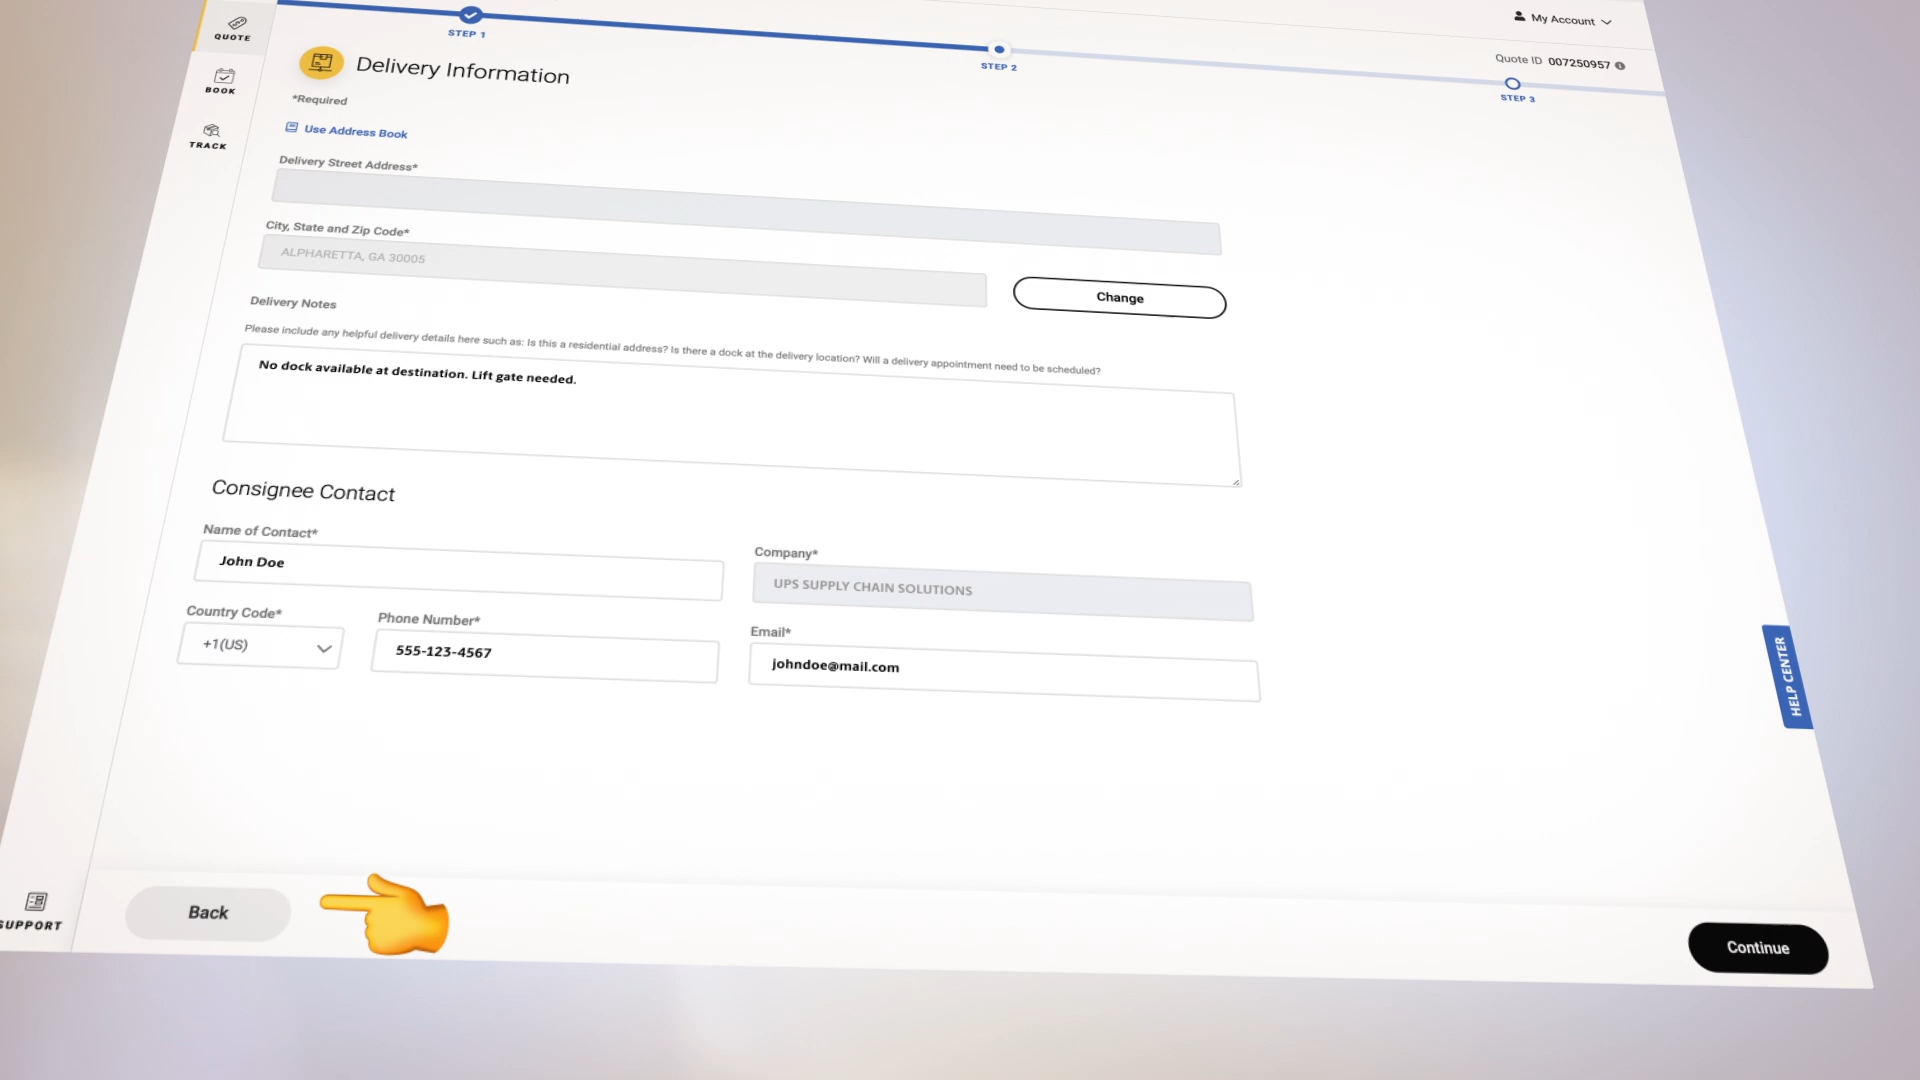 My Account
QUOTE
STEP 1
STEP 2
Quote ID 007250957
STEP 3
Delivery Information
BOOK
*Required
Use Address Book
TRACK
Delivery Street Address*
City, State and Zip Code*
ALPHARETTA, GA 30005
Change
Delivery Notes
Please include any helpful delivery details here such as: Is this a residential address? Is there a dock at the delivery location? Will a delivery appointment need to be scheduled?
No dock available at destination. Lift gate needed.
Consignee Contact
Name of Contact*
John Doe
Company*
UPS SUPPLY CHAIN SOLUTIONS
Country Code*
+1(US)
Phone Number*
555-123-4567
Email*
johndoe@mail.com
HELP CENTER
SUPPORT
Back
Continue